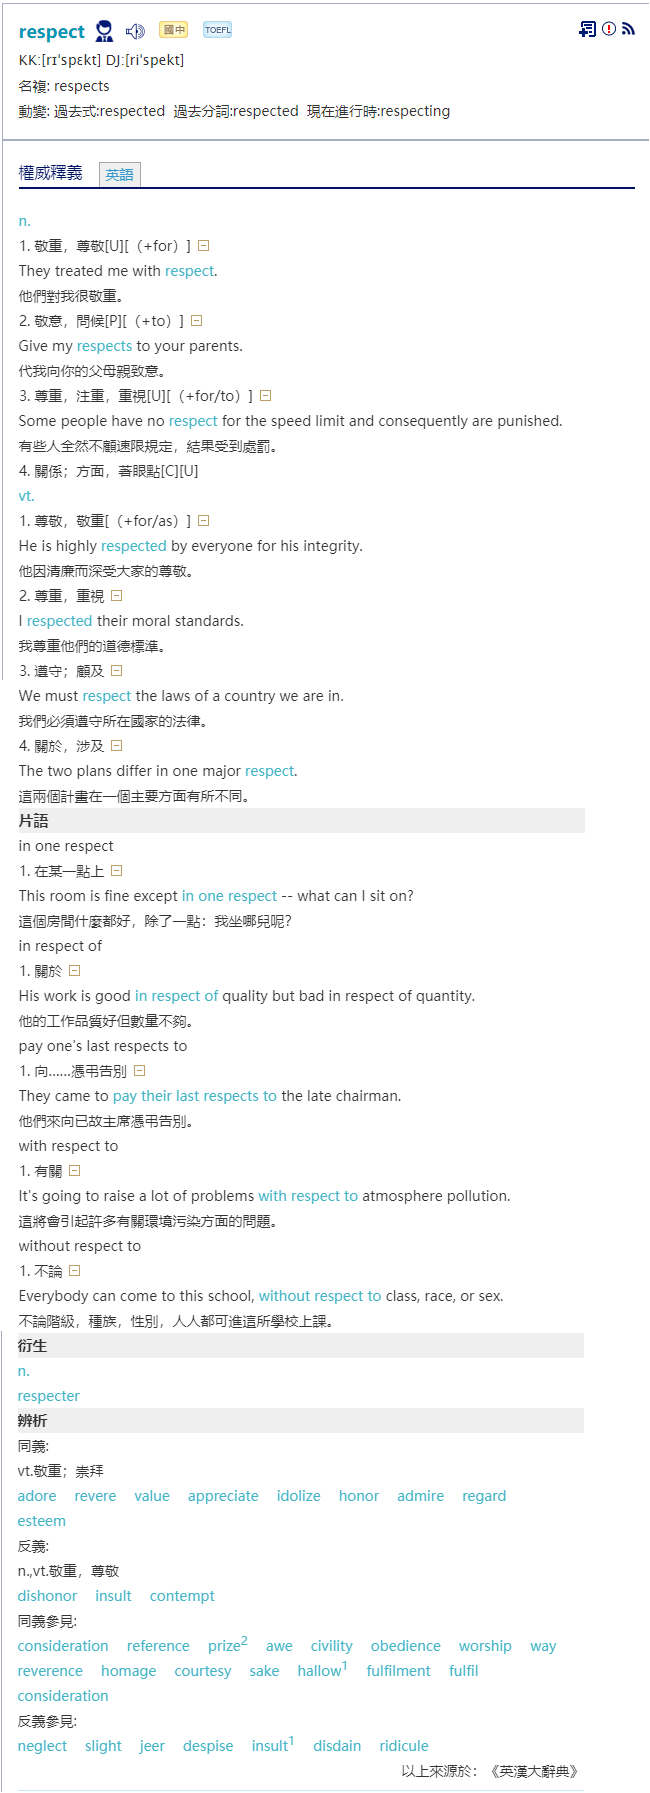 respect 國中 TOEFL
KK:[rɪˈspɛkt] DJ:[ri'spekt]
名複: respects
動變: 過去式:respected 過去分詞:respected 現在進行時:respecting
權威釋義 英語
n.
1. 敬重，尊敬[U][（+for）]
They treated me with respect.
他們對我很敬重。
2. 敬意，問候[P][（+to）]
Give my respects to your parents.
代我向你的父母親致意。
3. 尊重，注重，重視[U][（+for/to）]
Some people have no respect for the speed limit and consequently are punished.
有些人全然不顧速限規定，結果受到處罰。
4. 關係；方面，著眼點[C][U]
vt.
1. 尊敬，敬重[（+for/as）]
He is highly respected by everyone for his integrity.
他因清廉而深受大家的尊敬。
2. 尊重，重視
I respected their moral standards.
我尊重他們的道德標準。
3. 遵守；顧及
We must respect the laws of a country we are in.
我們必須遵守所在國家的法律。
4. 關於，涉及
The two plans differ in one major respect.
這兩個計畫在一個主要方面有所不同。
片語
in one respect
1. 在某一點上
This room is fine except in one respect -- what can I sit on?
這個房間什麼都好，除了一點：我坐哪兒呢？
in respect of
1. 關於
His work is good in respect of quality but bad in respect of quantity.
他的工作品質好但數量不夠。
pay one's last respects to
1. 向……憑弔告別
They came to pay their last respects to the late chairman.
他們來向已故主席憑弔告別。
with respect to
1. 有關
It's going to raise a lot of problems with respect to atmosphere pollution.
這將會引起許多有關環境污染方面的問題。
without respect to
1. 不論
Everybody can come to this school, without respect to class, race, or sex.
不論階級，種族，性別，人人都可進這所學校上課。
衍生
n.
respecter
辨析
同義:
vt.敬重；崇拜
adore revere value appreciate idolize honor admire regard
esteem
反義:
n.,vt.敬重，尊敬
dishonor insult contempt
同義參見:
consideration reference prize2 awe civility obedience worship way
reverence homage courtesy sake hallow1 fulfilment fulfil
consideration
反義參見:
neglect slight jeer despise insult1 disdain ridicule
以上來源於：《英漢大辭典》